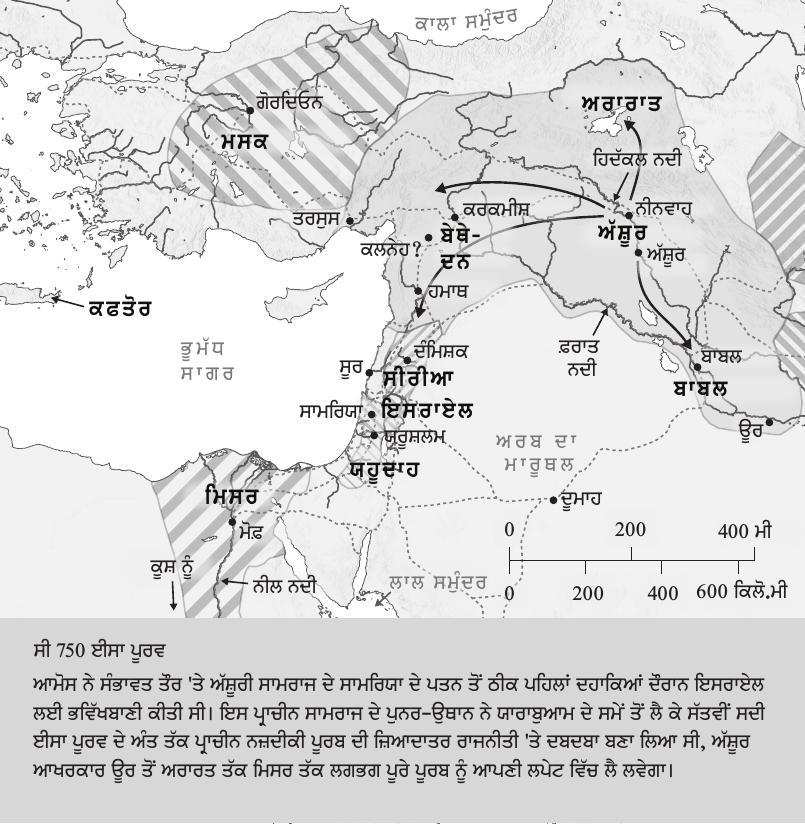 ਕਾਲਾ ਸਮੁੰਦਰ
ਗੋਰਦਿਓਨ
ਮਸਕ
ਅਰਾਰਾਤ
ਹਿਦੱਕਲ ਨਦੀ
ਤਰਸੁਸ
ਕਰਕਮੀਸ਼
ਨੀਨਵਾਹ
ਕਲਨੇਹ?
ਬੇਥੇ-
ਦਨ
ਅੱਸ਼ੂਰ
ਅੱਸ਼ੂਰ
ਹਮਾਥ
ਕਫਤੋਰ
ਭੂਮੱਧ
ਸਾਗਰ
ਦੰਮਿਸ਼ਕ
ਸੂਰ
ਸੀਰੀਆ
ਫ਼ਰਾਤ
ਨਦੀ
ਬਾਬਲ
ਬਾਬਲ
ਸਾਮਰਿਯਾ
ਇਸਰਾਏਲ
ਯਰੂਸ਼ਲੇਮ
ਊਰ
ਅਰਬ ਦਾ
ਮਾਰੂਥਲ
ਯਹੂਦਾਹ
ਮਿਸਰ
ਦੂਮਾਹ
ਮੋਫ਼
0 200 400 ਮੀ
ਕੂਸ਼ ਨੂੰ
ਨੀਲ ਨਦੀ
ਲਾਲ ਸਮੁੰਦਰ
0 200 400 600 ਕਿਲੋ.ਮੀ
ਸੀ 750 ਈਸਾ ਪੂਰਵ
ਆਮੋਸ ਨੇ ਸੰਭਾਵਤ ਤੌਰ 'ਤੇ ਅੱਸ਼ੂਰੀ ਸਾਮਰਾਜ ਦੇ ਸਾਮਰਿਯਾ ਦੇ ਪਤਨ ਤੋਂ ਠੀਕ ਪਹਿਲਾਂ ਦਹਾਕਿਆਂ ਦੌਰਾਨ ਇਸਰਾਏਲ
ਲਈ ਭਵਿੱਖਬਾਣੀ ਕੀਤੀ ਸੀ। ਇਸ ਪ੍ਰਾਚੀਨ ਸਾਮਰਾਜ ਦੇ ਪੁਨਰ-ਉਥਾਨ ਨੇ ਯਾਰਾਬੁਆਮ ਦੇ ਸਮੇਂ ਤੋਂ ਲੈ ਕੇ ਸੱਤਵੀਂ ਸਦੀ
ਈਸਾ ਪੂਰਵ ਦੇ ਅੰਤ ਤੱਕ ਪ੍ਰਾਚੀਨ ਨਜ਼ਦੀਕੀ ਪੂਰਬ ਦੀ ਜ਼ਿਆਦਾਤਰ ਰਾਜਨੀਤੀ 'ਤੇ ਦਬਦਬਾ ਬਣਾ ਲਿਆ ਸੀ, ਅੱਸ਼ੂਰ
ਆਖਰਕਾਰ ਊਰ ਤੋਂ ਅਰਾਰਤ ਤੱਕ ਮਿਸਰ ਤੱਕ ਲਗਭਗ ਪੂਰੇ ਪੂਰਬ ਨੂੰ ਆਪਣੀ ਲਪੇਟ ਵਿੱਚ ਲੈ ਲਵੇਗਾ।